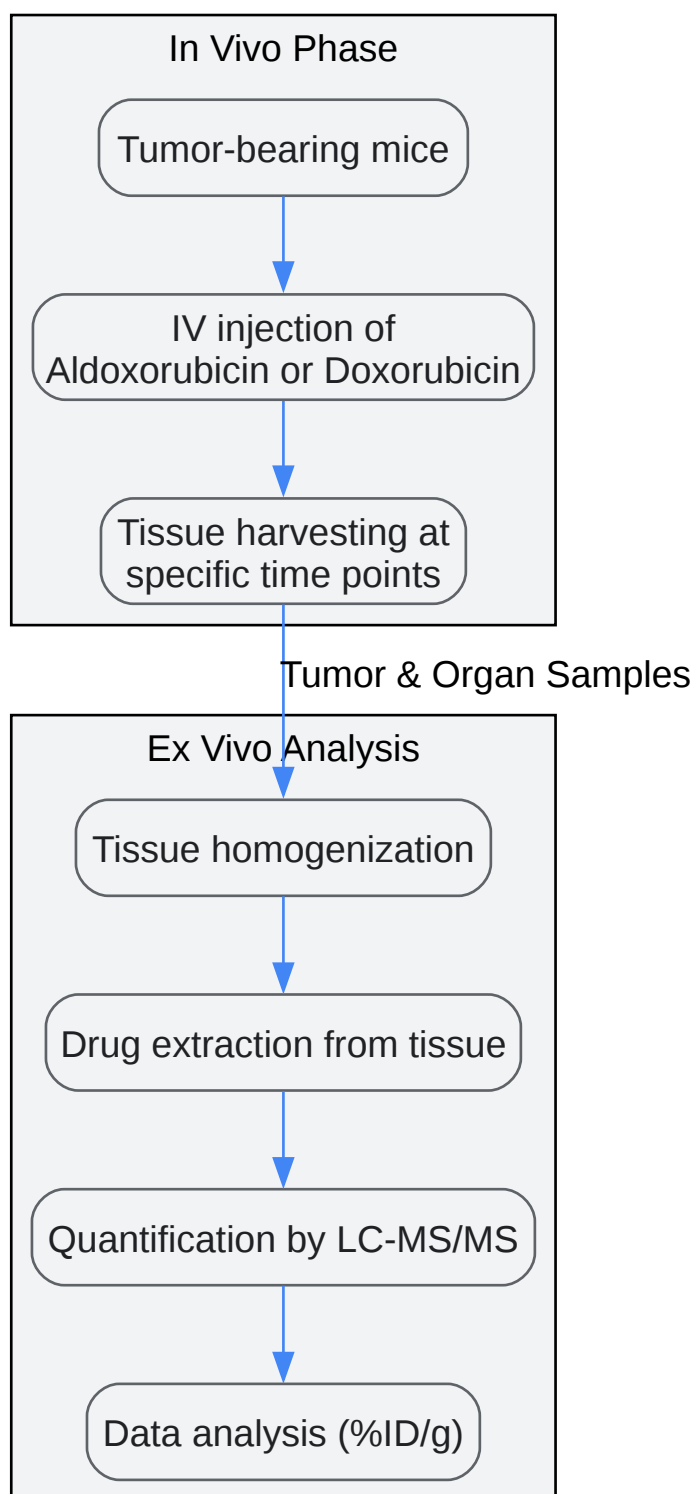 In Vivo Phase
Tumor-bearing mice
IV injection of
Aldoxorubicin or Doxorubicin
Tissue harvesting at
specific time points
Tumor & Organ Samples
Ex Vivo Analysis
Tissue homogenization
Drug extraction from tissue
Quantification by LC-MS/MS
Data analysis (%ID/g)